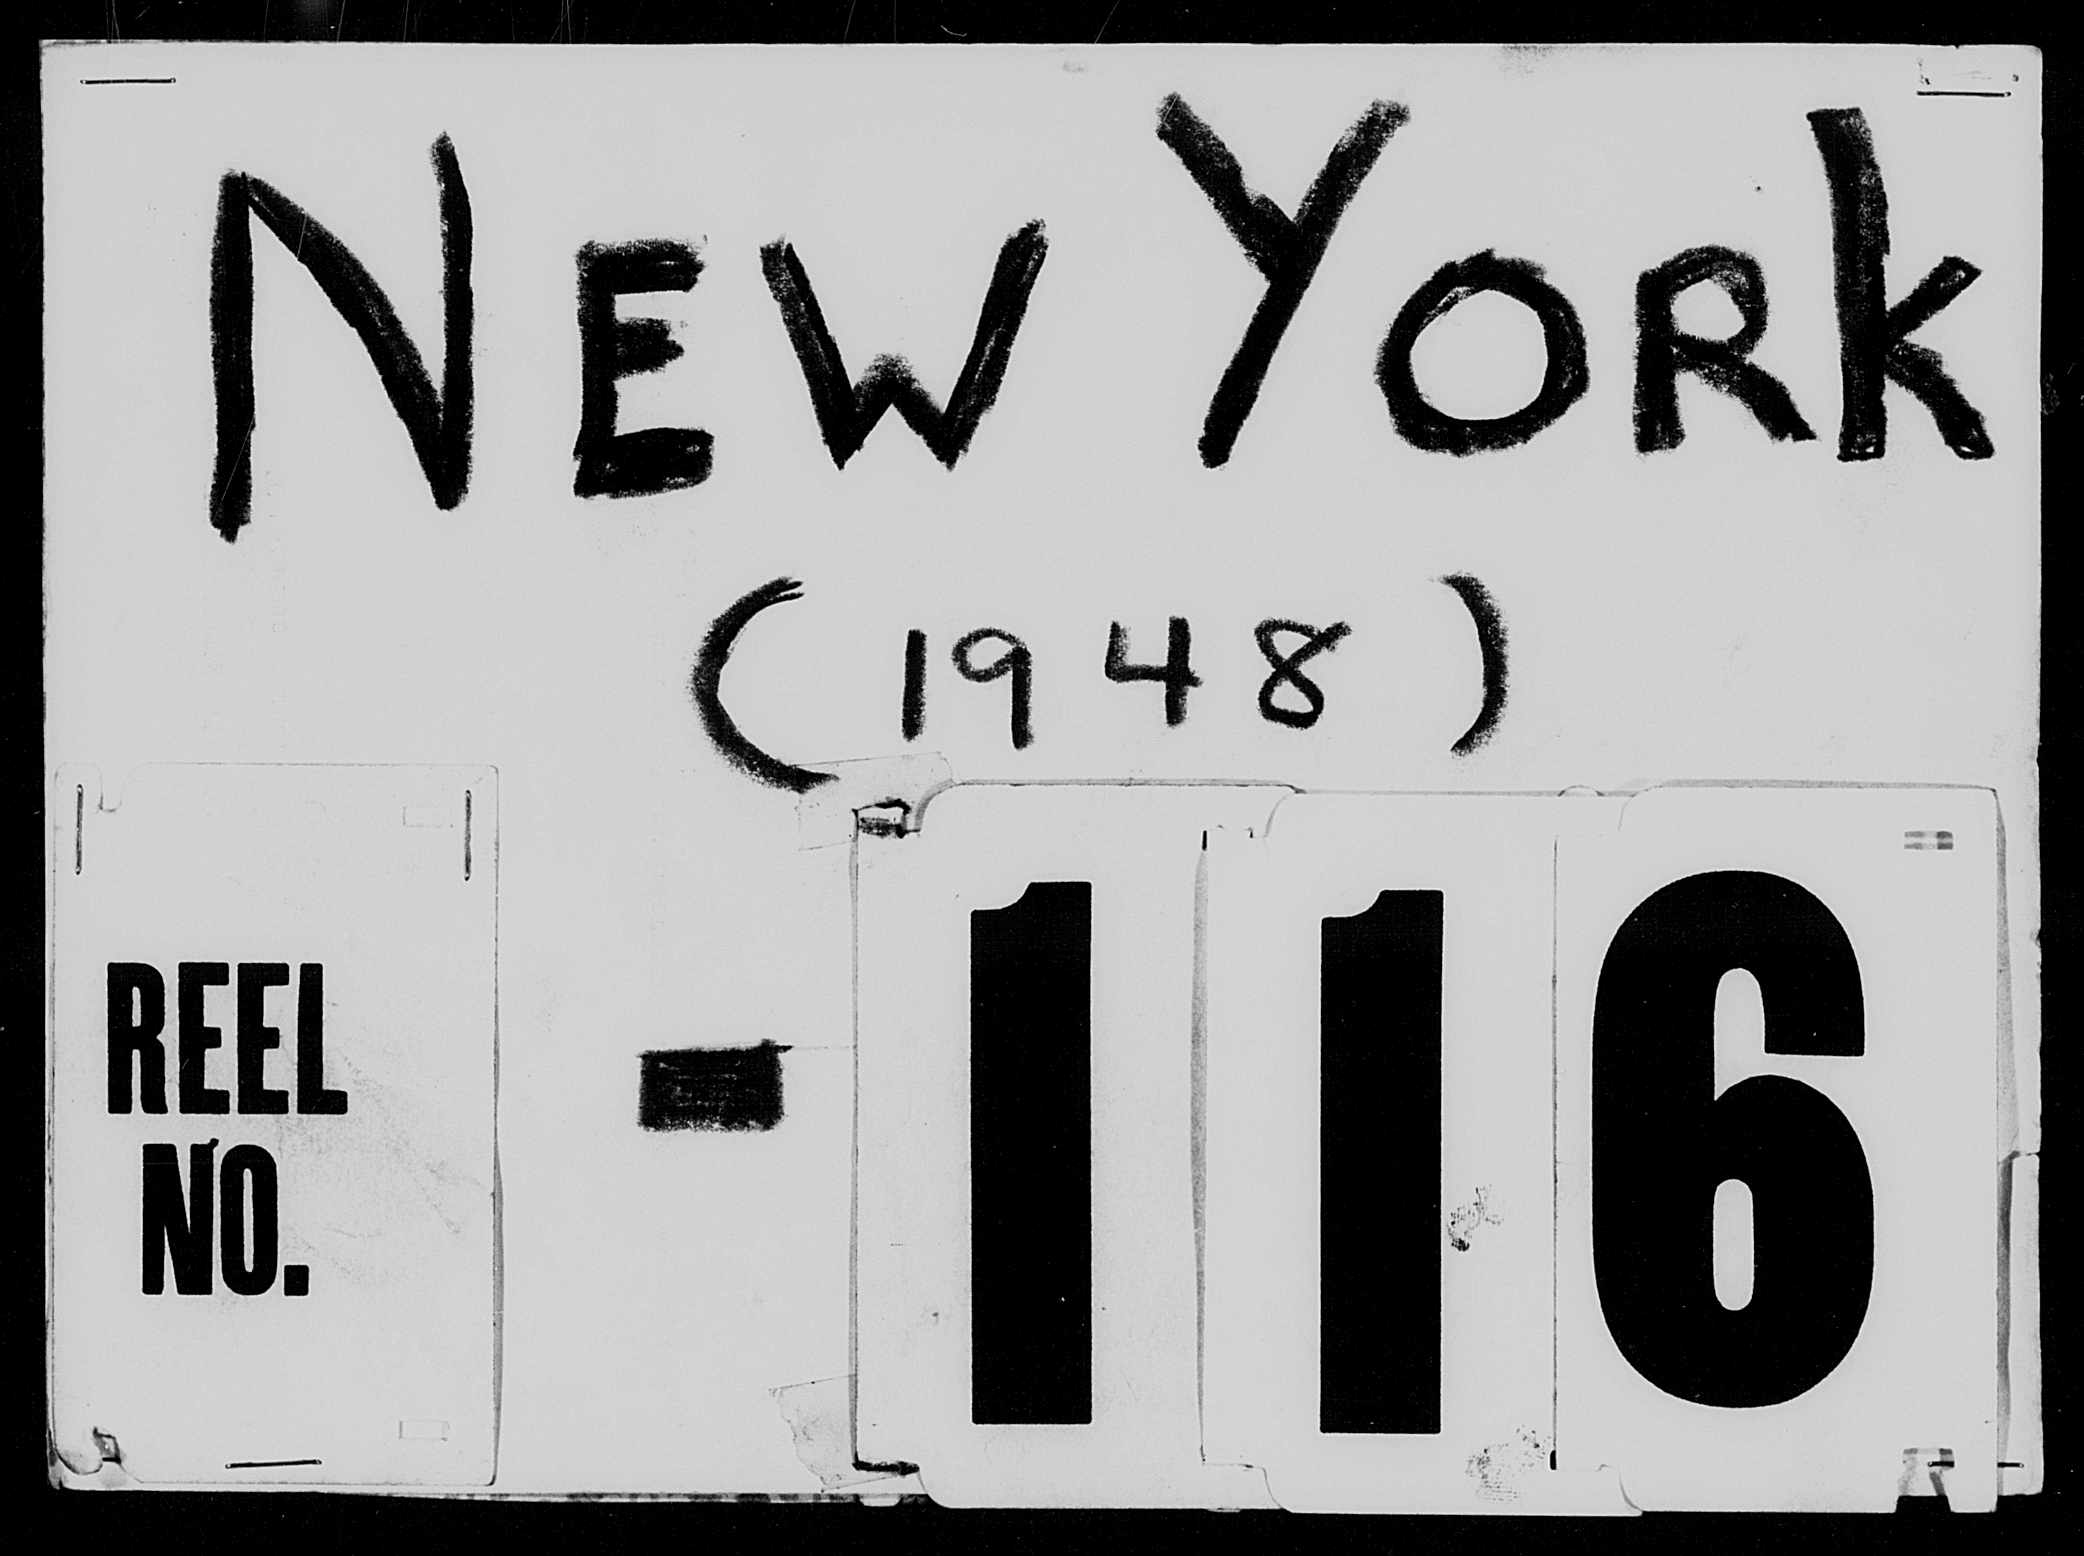 NEW YORK
(1948)
REEL
NO.
- 116